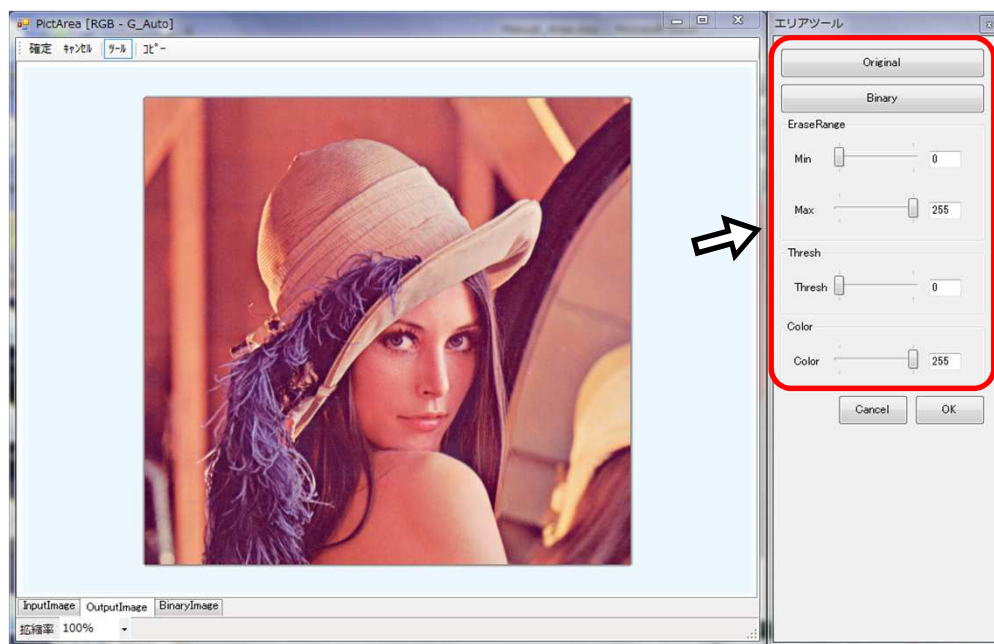 PictArea [RGB - G_Auto]
確定 ｷｬﾝｾﾙ ﾂｰﾙ ｺﾋﾟｰ
InputImage OutputImage BinaryImage
拡縮率 100%
エリアツール
Original
Binary
EraseRange
Min 0
Max 255
Thresh
Thresh 0
Color
Color 255
Cancel OK